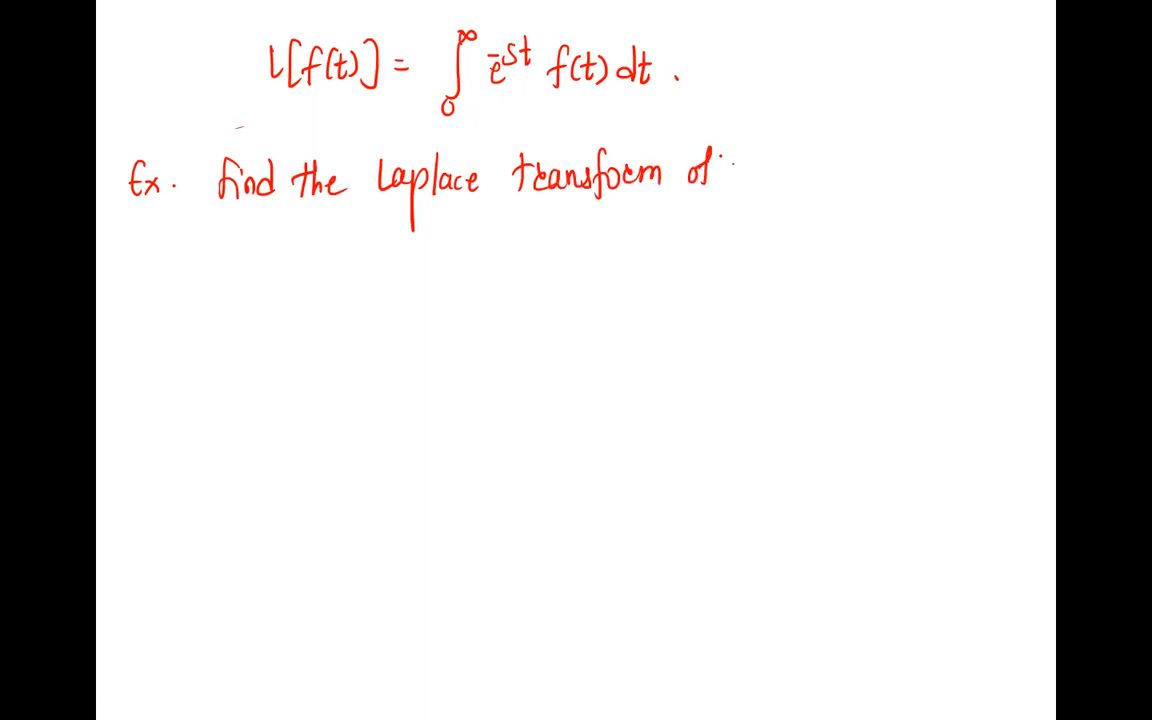 L[f(t)] = ∫₀^∞ e^-st f(t) dt .
Ex. find the Laplace transform of